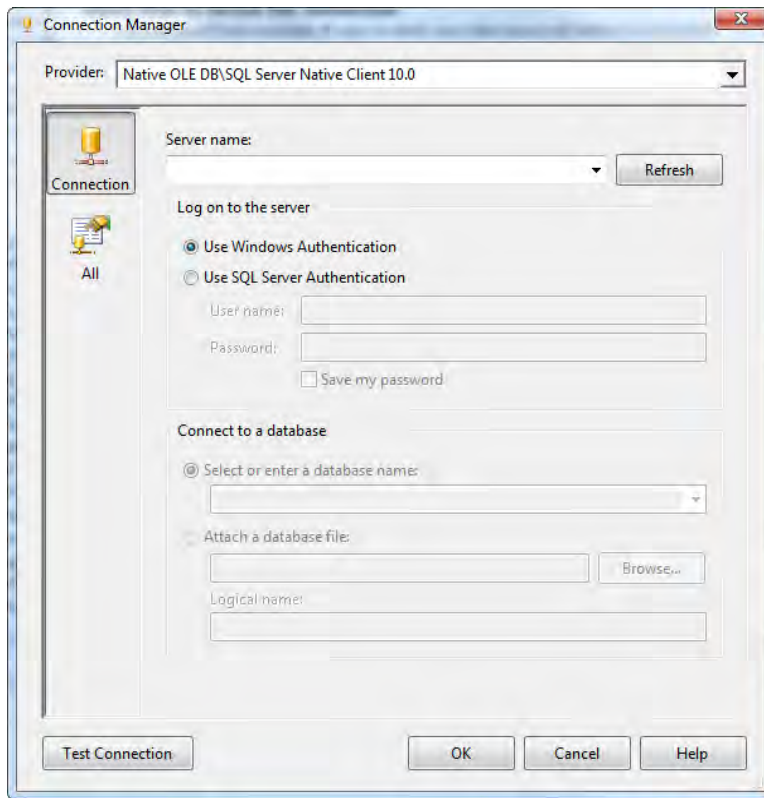 Connection Manager
Provider: Native OLE DB\SQL Server Native Client 10.0
Connection
All
Server name:
Refresh
Log on to the server
Use Windows Authentication
Use SQL Server Authentication
User name:
Password:
Save my password
Connect to a database
Select or enter a database name:
Attach a database file:
Browse...
Logical name:
Test Connection
OK
Cancel
Help